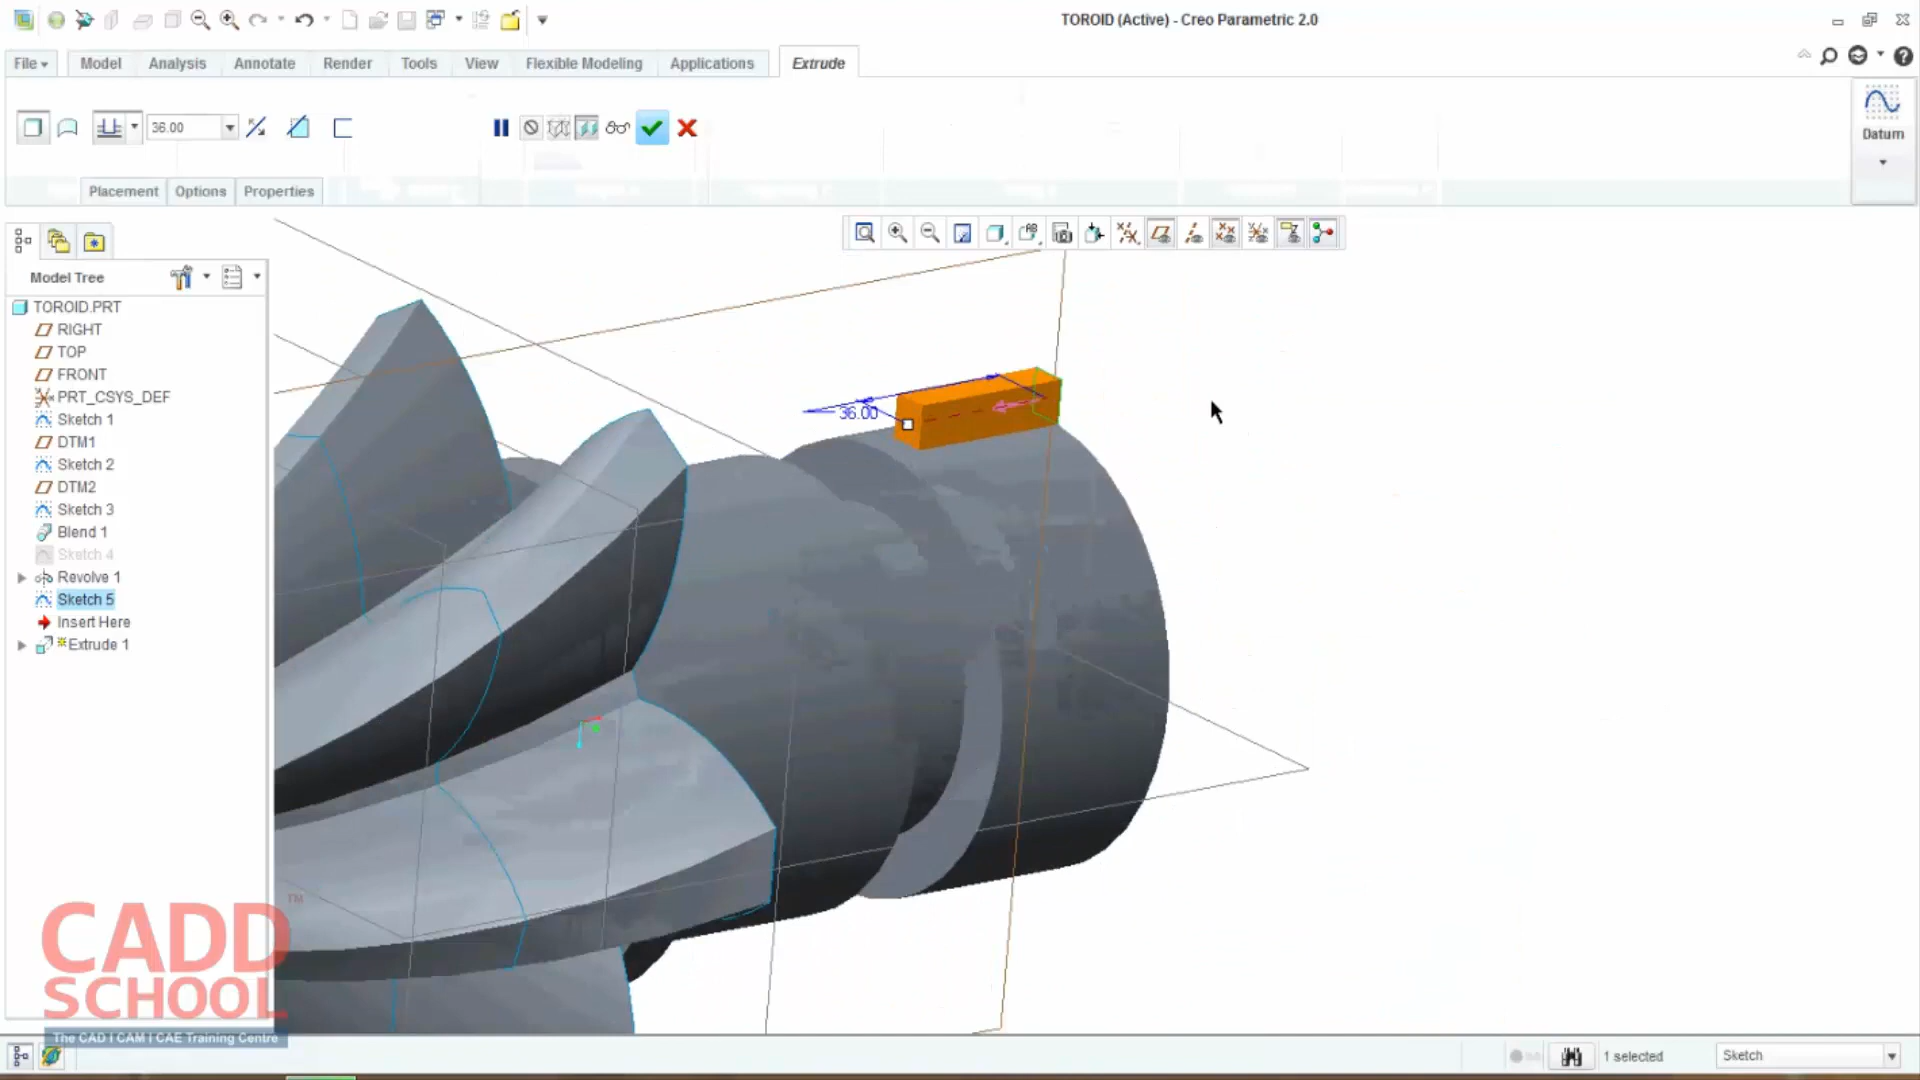 TOROID (Active) - Creo Parametric 2.0
File Model Analysis Annotate Render Tools View Flexible Modeling Applications Extrude
36.00
Datum
Placement Options Properties
Model Tree
TOROID.PRT
RIGHT
TOP
FRONT
PRT_CSYS_DEF
Sketch 1
DTM1
Sketch 2
DTM2
Sketch 3
Blend 1
Sketch 4
Revolve 1
Sketch 5
Insert Here
Extrude 1
36.00
TM
CADD
SCHOOL
The CAD I CAM I CAE Training Centre
1 selected
Sketch